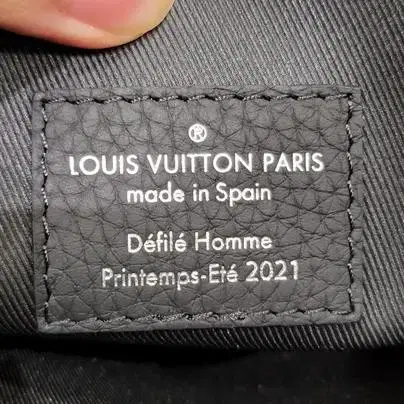 ®
LOUIS VUITTON PARIS
made in Spain
Défilé Homme
Printemps-Eté 2021